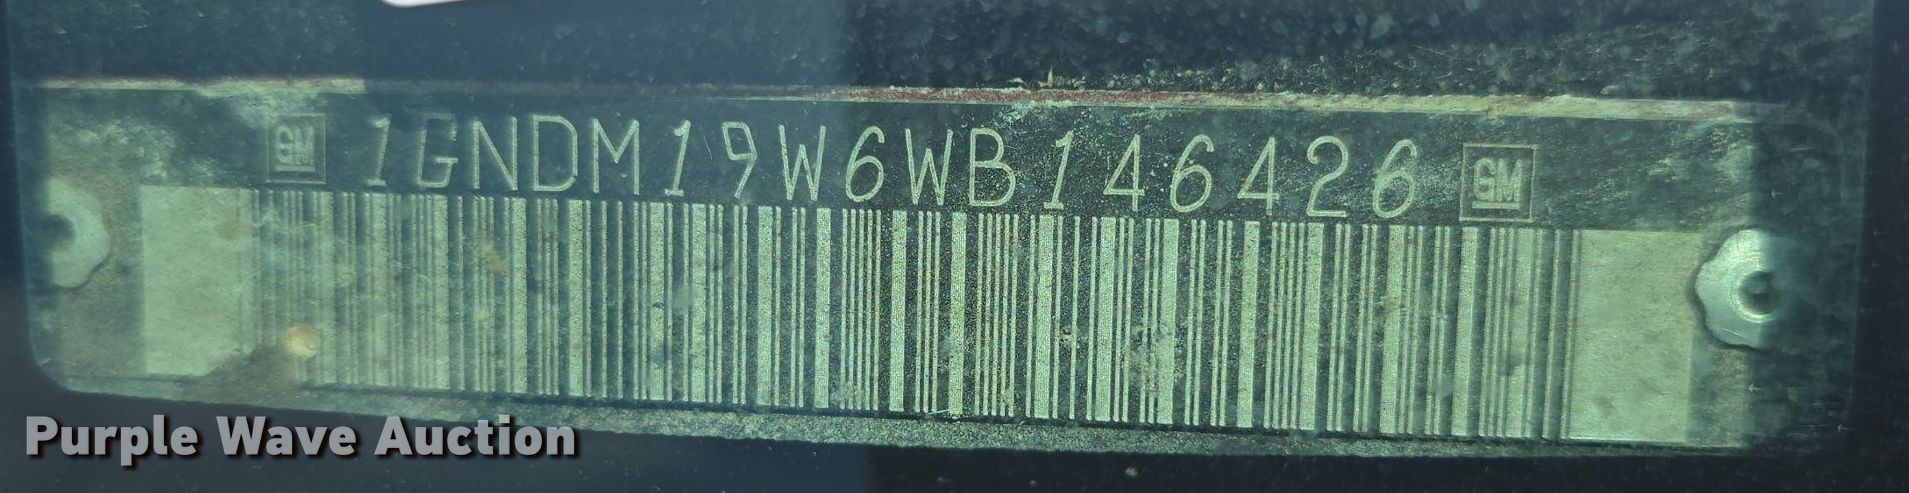 GM 1GNDM19W6WB146426 GM
Purple Wave Auction